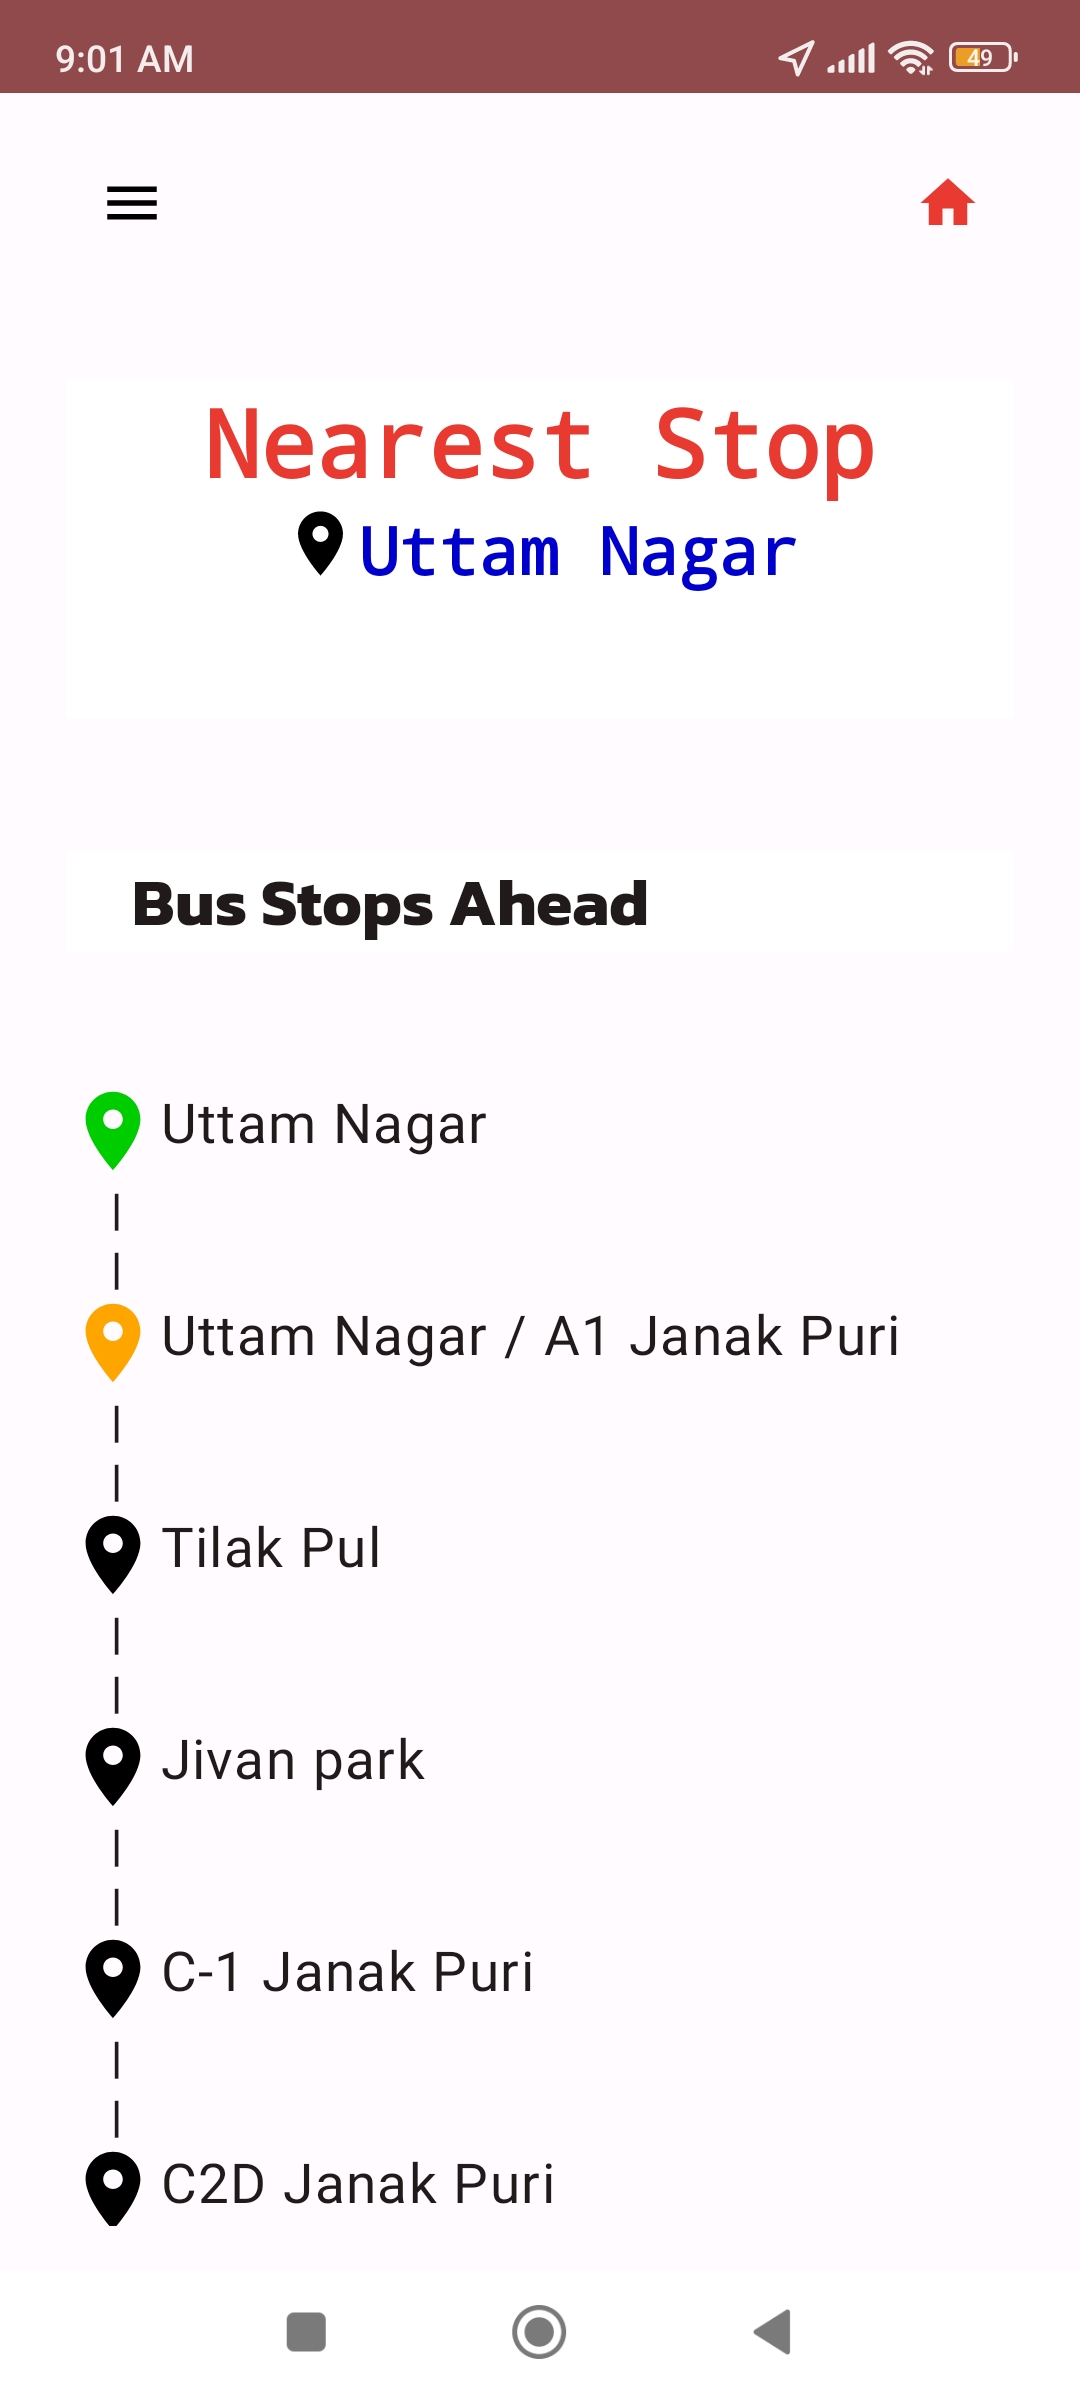 9:01 AM
49
Nearest Stop
Uttam Nagar
Bus Stops Ahead
Uttam Nagar
Uttam Nagar / A1 Janak Puri
Tilak Pul
Jivan park
C-1 Janak Puri
C2D Janak Puri